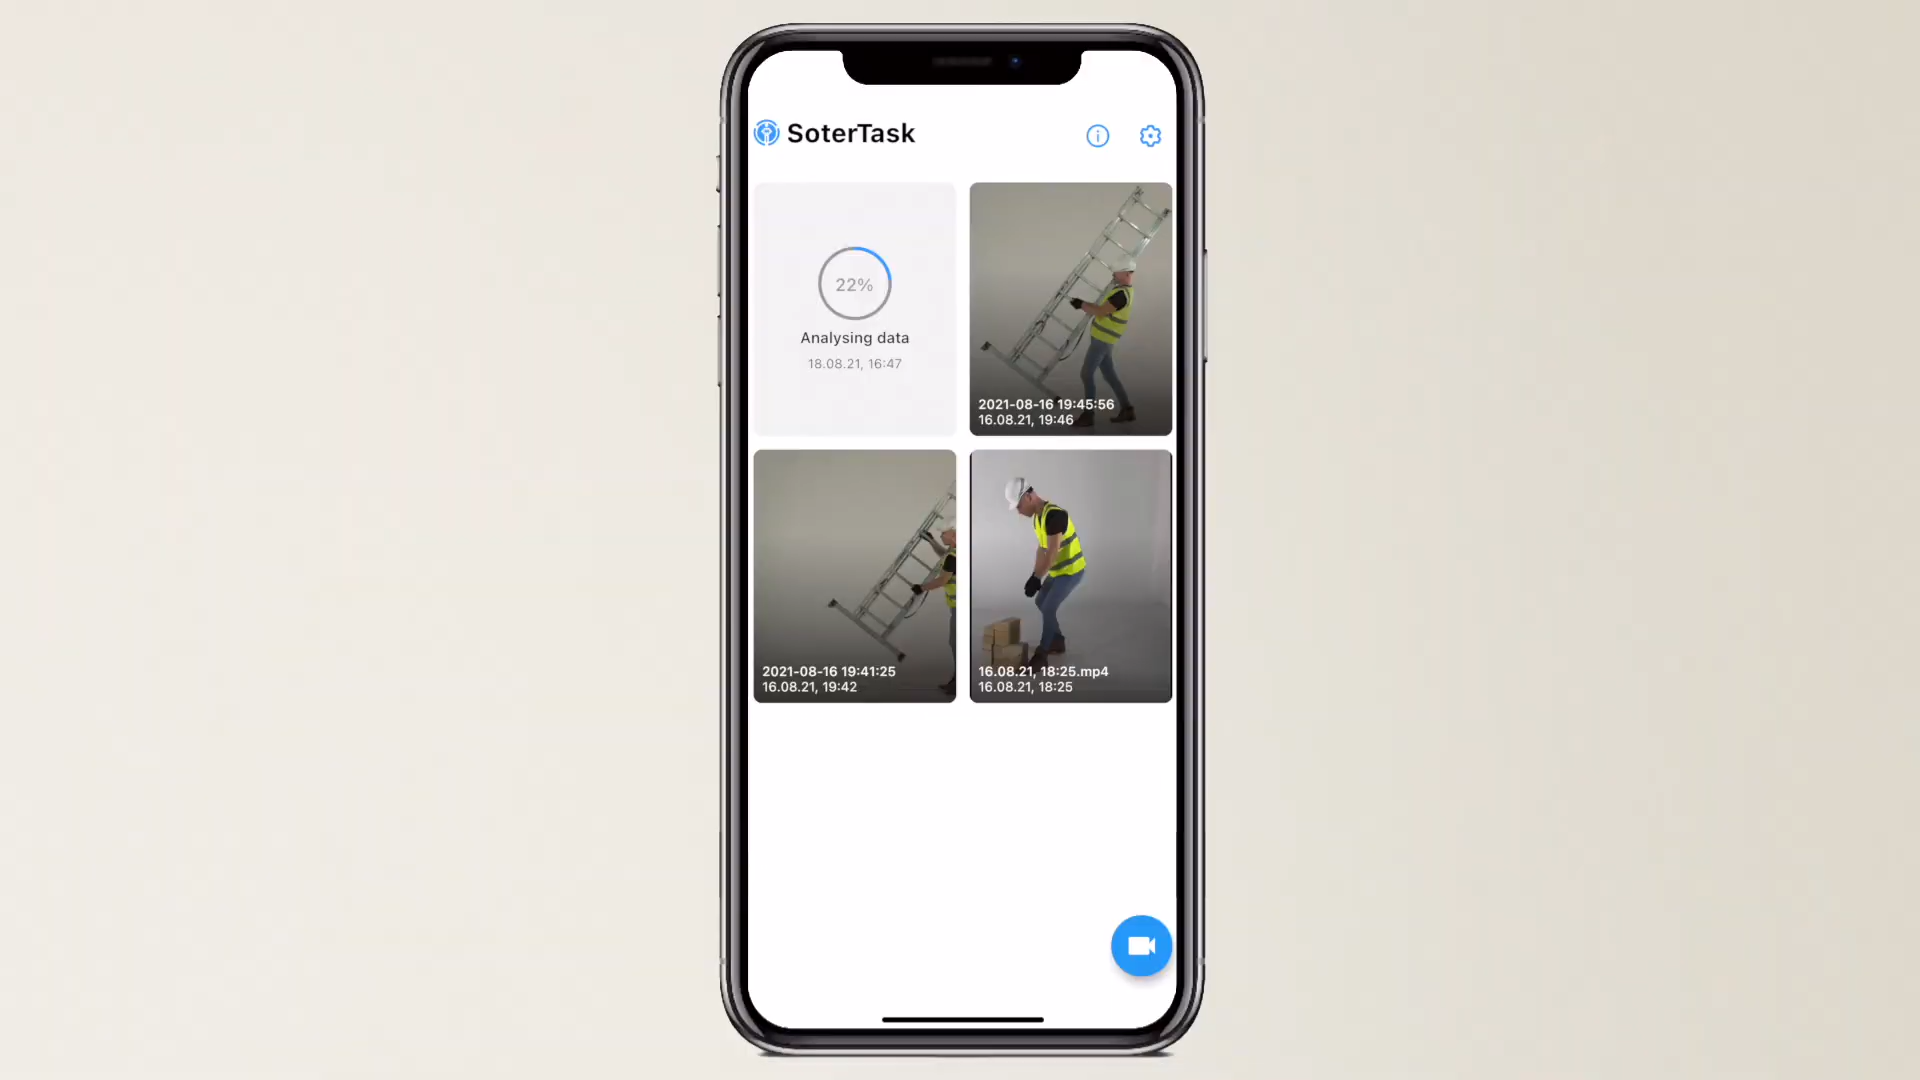 SoterTask
22%
Analysing data
18.08.21, 16:47
2021-08-16 19:45:56
16.08.21, 19:46
2021-08-16 19:41:25
16.08.21, 19:42
16.08.21, 18:25.mp4
16.08.21, 18:25